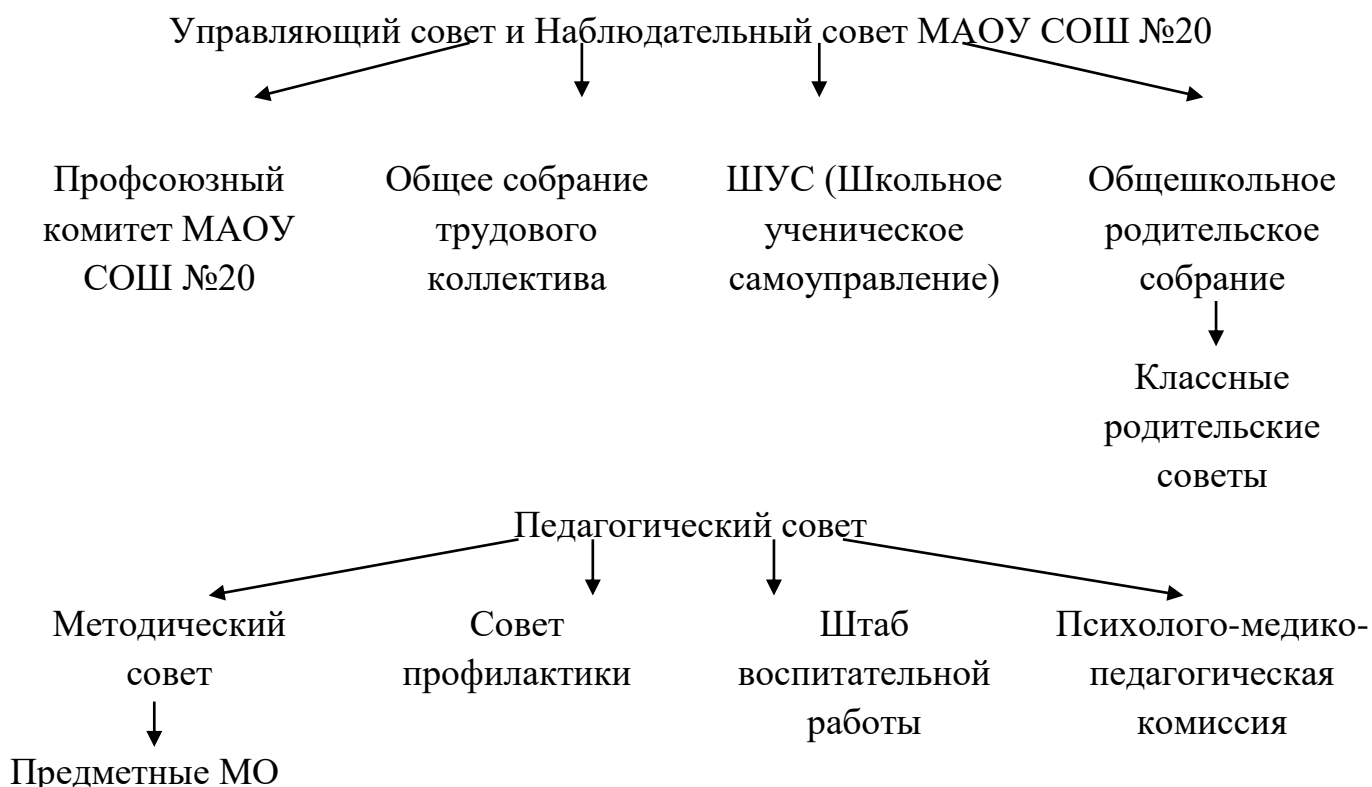 Управляющий совет и Наблюдательный совет МАОУ СОШ №20
Профсоюзный
комитет МАОУ
СОШ №20
Общее собрание
трудового
коллектива
ШУС (Школьное
ученическое
самоуправление)
Общешкольное
родительское
собрание
Классные
родительские
советы
Педагогический совет
Методический
совет
Совет
профилактики
Штаб
воспитательной
работы
Психолого-медико-
педагогическая
комиссия
Предметные МО